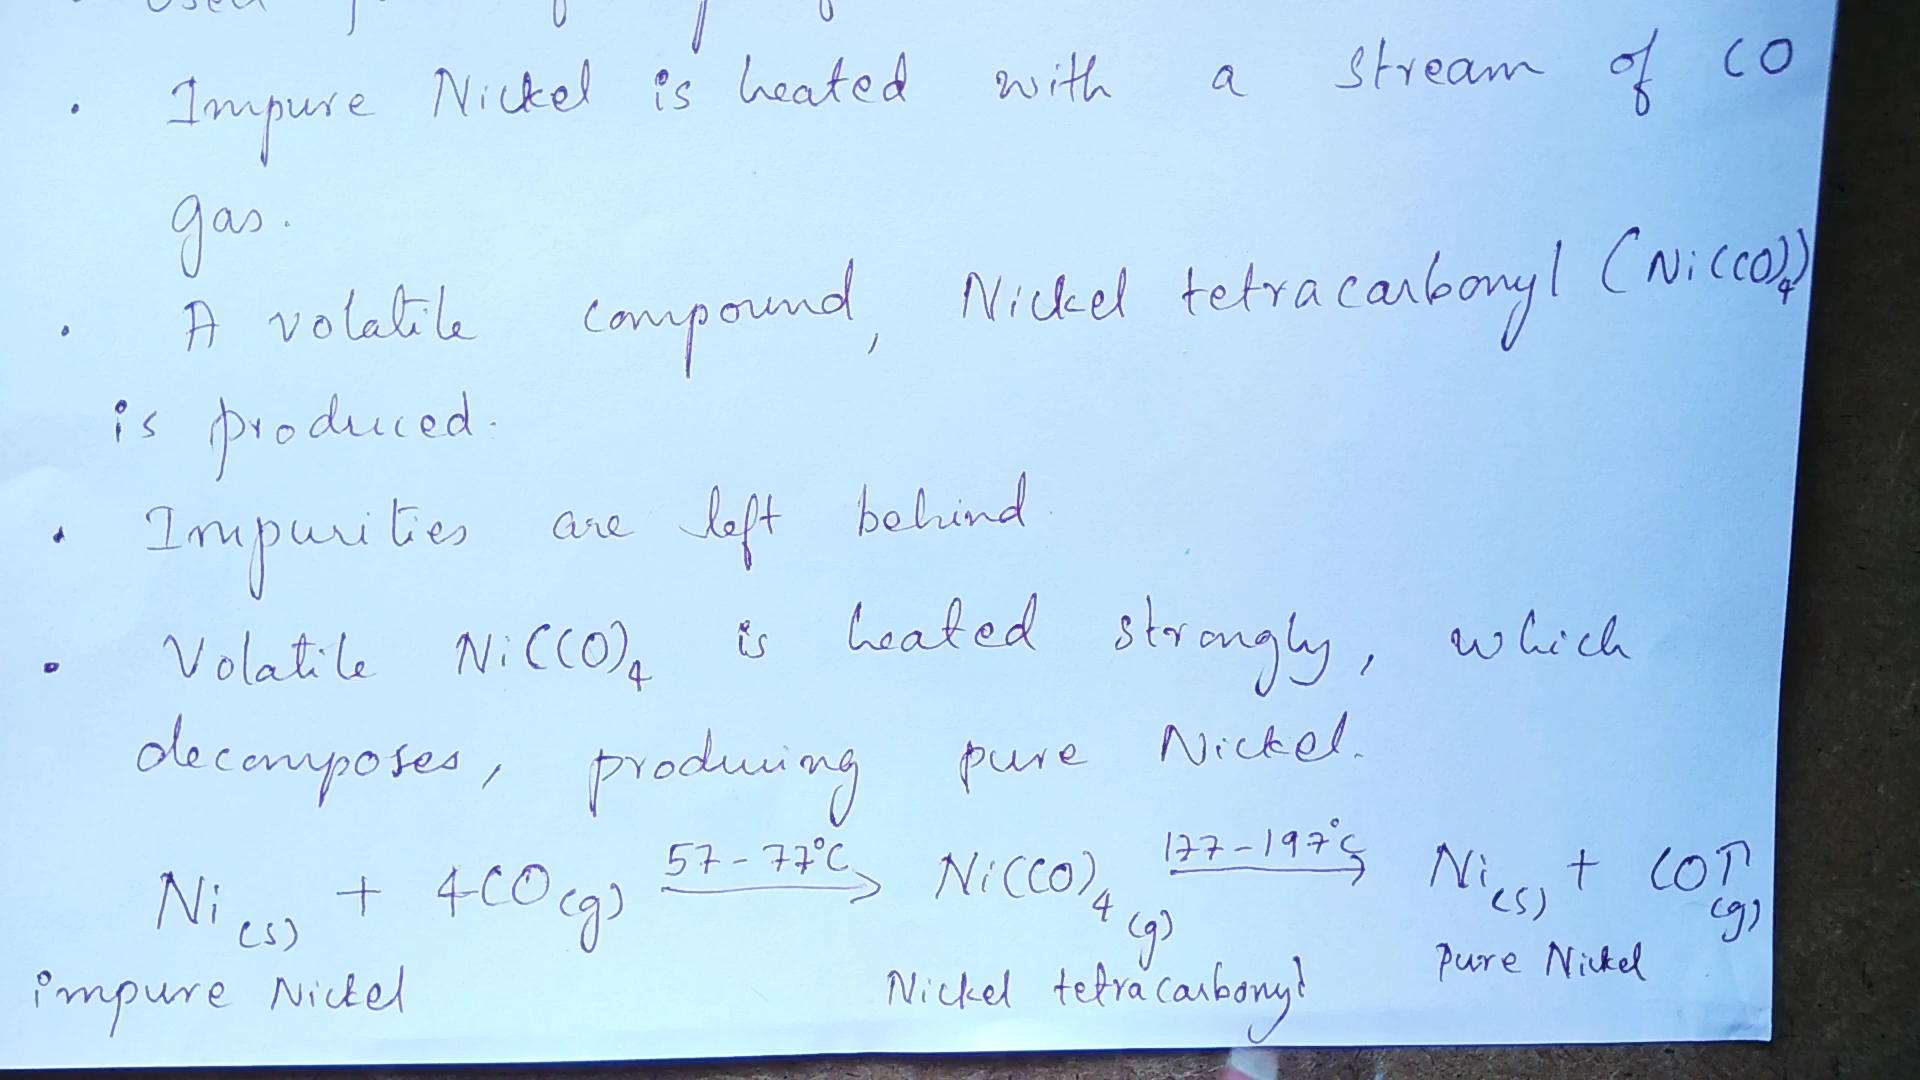 Used
• Impure Nickel is heated with a stream of CO
gas.
• A volatile compound, Nickel tetracarbonyl (Ni(CO)₄)
is produced.
• Impurities are left behind
• Volatile Ni(CO)₄ is heated strongly, which
decomposes, producing pure Nickel.
Ni(s) + 4CO(g) 57-77°C → Ni(CO)₄(g) 177-197°C → Ni(s) + CO↑(g)
impure Nickel Nickel tetracarbonyl Pure Nickel